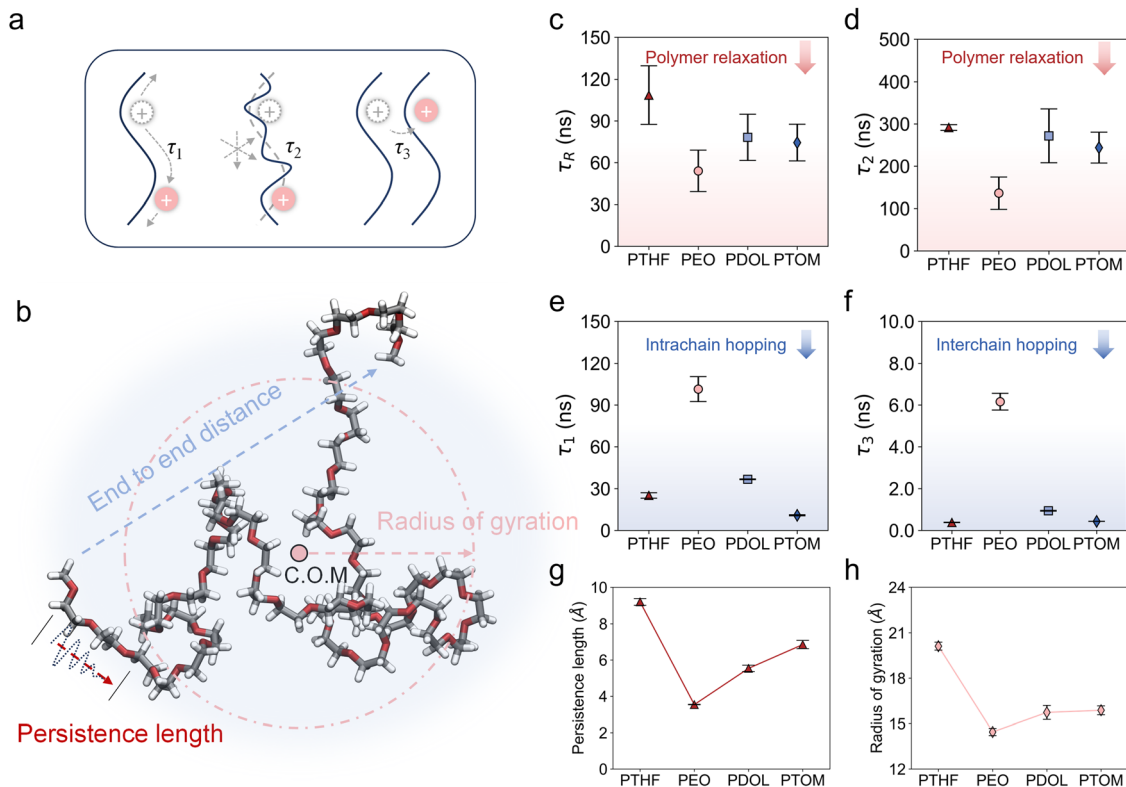 a
+
+
τ1
+
+
τ2
+
+
τ3
b
End to end distance
Radius of gyration
C.O.M
Persistence length
c
150
120
90
60
30
0
τR (ns)
Polymer relaxation
PTHF PEO PDOL PTOM
d
500
400
300
200
100
0
τ2 (ns)
Polymer relaxation
PTHF PEO PDOL PTOM
e
150
120
90
60
30
0
τ1 (ns)
Intrachain hopping
PTHF PEO PDOL PTOM
f
10.0
8.0
6.0
4.0
2.0
0.0
τ3 (ns)
Interchain hopping
PTHF PEO PDOL PTOM
g
10
8
6
4
2
0
Persistence length (Å)
PTHF PEO PDOL PTOM
h
24
21
18
15
12
Radius of gyration (Å)
PTHF PEO PDOL PTOM